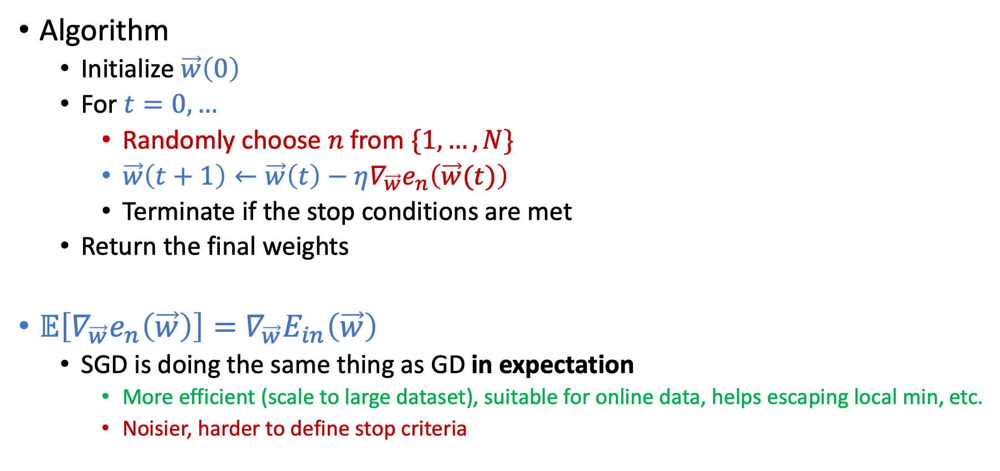 • Algorithm
• Initialize $\vec{w}(0)$
• For $t = 0, \dots$
• Randomly choose $n$ from $\{1, \dots, N\}$
• $\vec{w}(t+1) \leftarrow \vec{w}(t) - \eta \nabla_{\vec{w}} e_n(\vec{w}(t))$
• Terminate if the stop conditions are met
• Return the final weights
• $\mathbb{E}[\nabla_{\vec{w}} e_n(\vec{w})] = \nabla_{\vec{w}} E_{in}(\vec{w})$
• SGD is doing the same thing as GD in expectation
• More efficient (scale to large dataset), suitable for online data, helps escaping local min, etc.
• Noisier, harder to define stop criteria